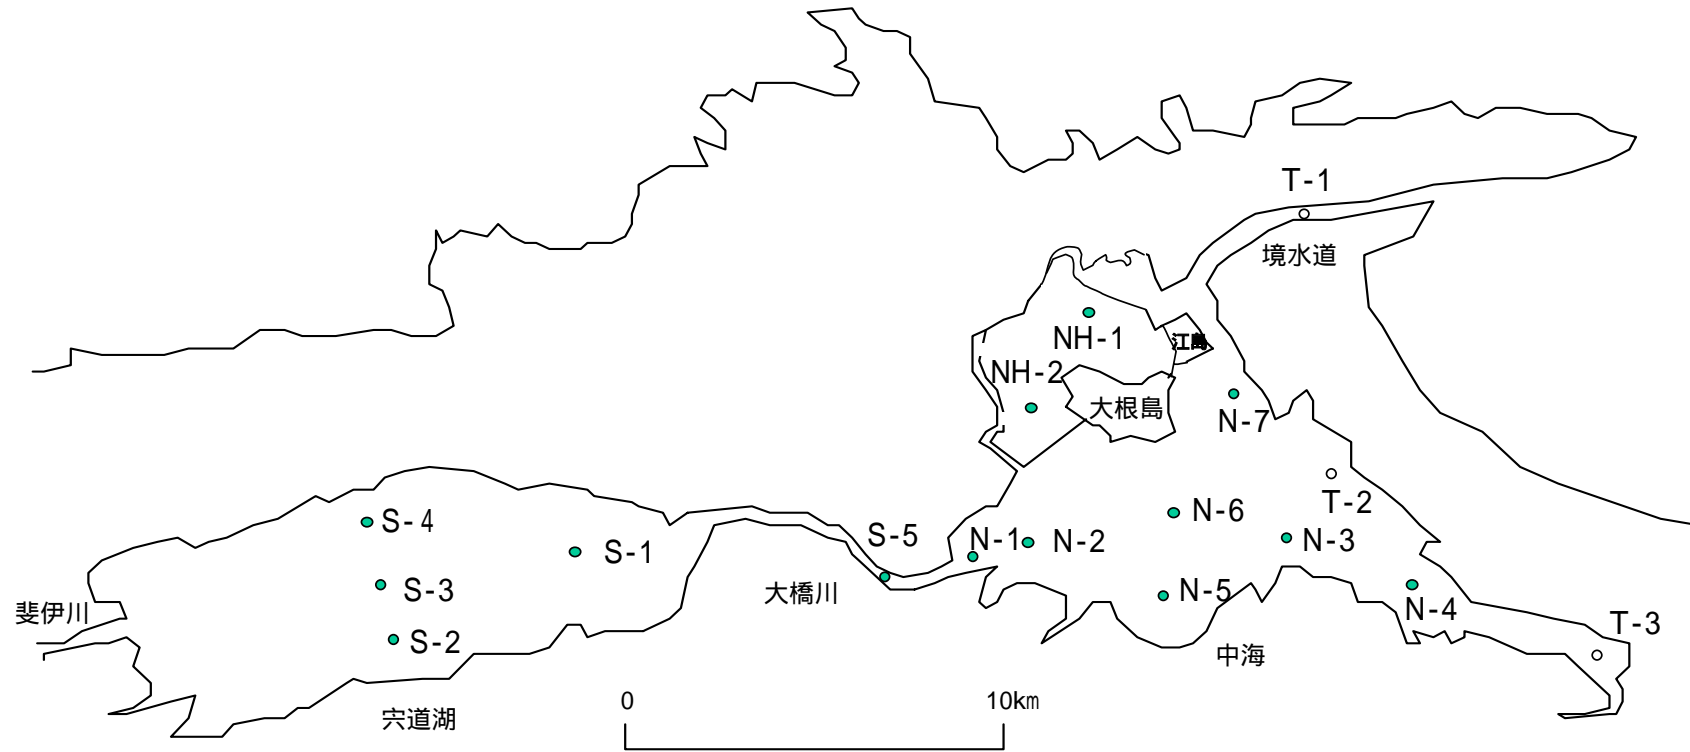 T-1
境水道
NH-1
江島
NH-2
大根島
N-7
T-2
S-4
N-6
S-5
N-1
N-2
N-3
S-1
S-3
大橋川
N-5
斐伊川
N-4
T-3
S-2
中海
0
10km
宍道湖